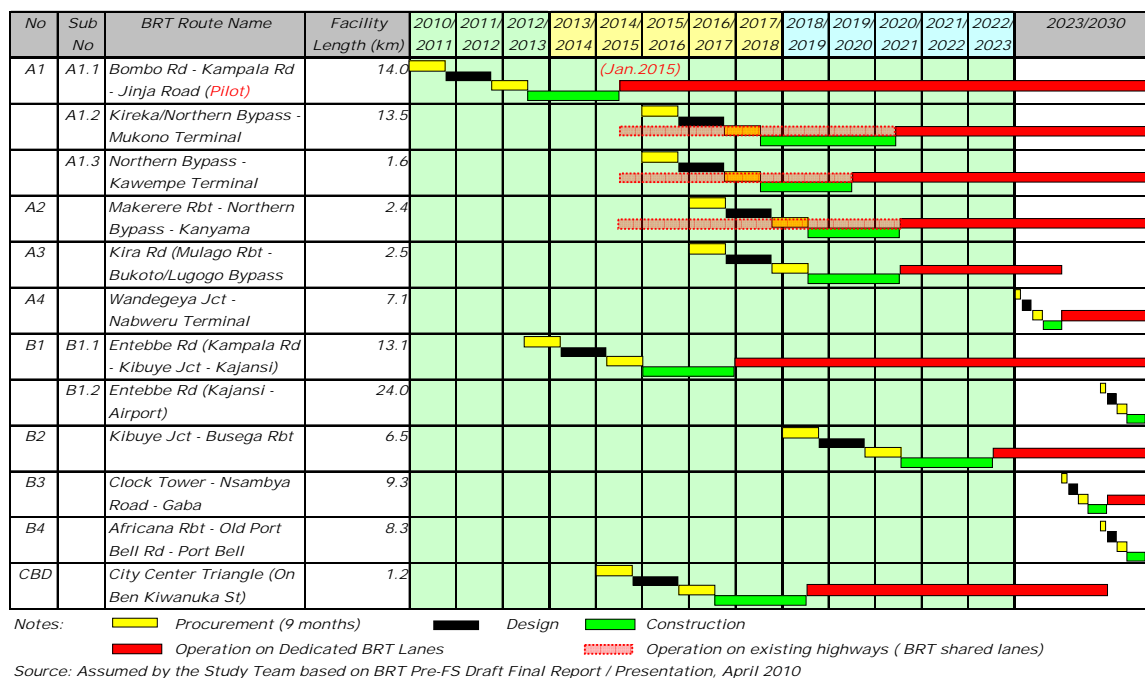 No Sub No BRT Route Name Facility Length (km) 2010/ 2011 2011/ 2012 2012/ 2013 2013/ 2014 2014/ 2015 2015/ 2016 2016/ 2017 2017/ 2018 2018/ 2019 2019/ 2020 2020/ 2021 2021/ 2022 2022/ 2023 2023/2030
A1 A1.1 Bombo Rd - Kampala Rd 14.0 (Jan.2015)
- Jinja Road (Pilot)
A1.2 Kireka/Northern Bypass - 13.5
Mukono Terminal
A1.3 Northern Bypass - 1.6
Kawempe Terminal
A2 Makerere Rbt - Northern 2.4
Bypass - Kanyama
A3 Kira Rd (Mulago Rbt - 2.5
Bukoto/Lugogo Bypass
A4 Wandegeya Jct - 7.1
Nabweru Terminal
B1 B1.1 Entebbe Rd (Kampala Rd 13.1
- Kibuye Jct - Kajansi)
B1.2 Entebbe Rd (Kajansi - 24.0
Airport)
B2 Kibuye Jct - Busega Rbt 6.5
B3 Clock Tower - Nsambya 9.3
Road - Gaba
B4 Africana Rbt - Old Port 8.3
Bell Rd - Port Bell
CBD City Center Triangle (On 1.2
Ben Kiwanuka St)
Notes: Procurement (9 months) Design Construction
Operation on Dedicated BRT Lanes Operation on existing highways ( BRT shared lanes)
Source: Assumed by the Study Team based on BRT Pre-FS Draft Final Report / Presentation, April 2010